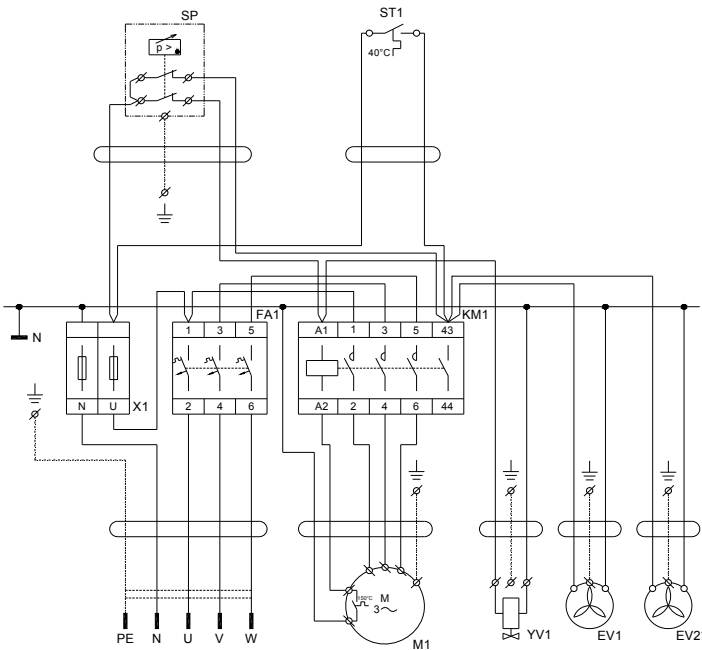 SP
ST1
p >
40°C
N
FA1
KM1
1 3 5
A1 1 3 5 43
X1
N U
2 4 6
A2 2 4 6 44
150°C
M
3~
PE N U V W
M1
YV1
EV1
EV2